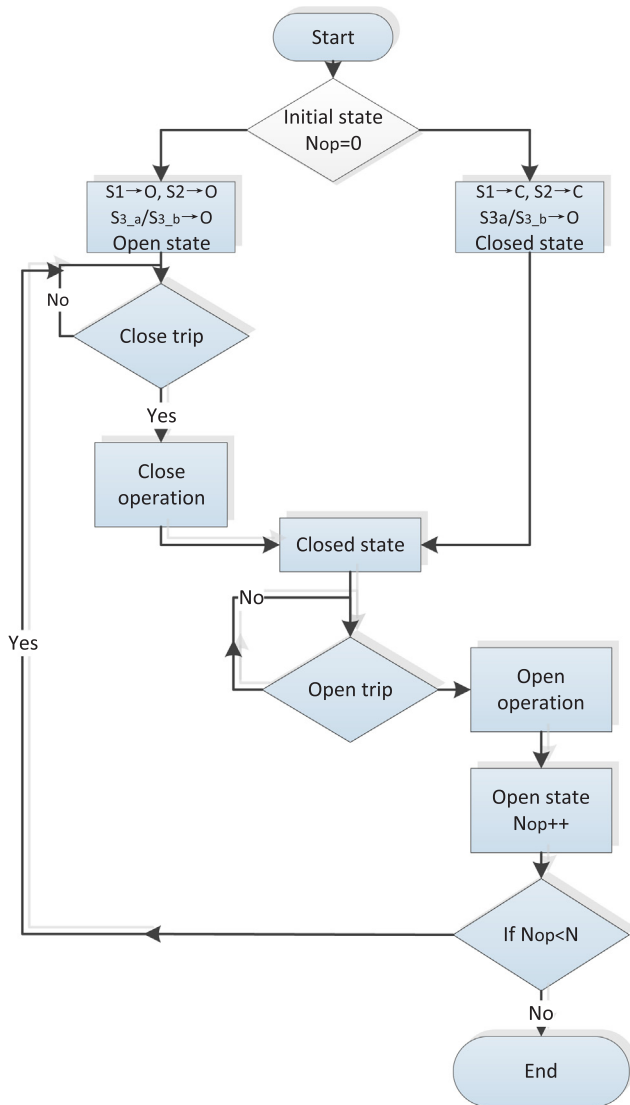 Start
Initial state
Nop=0
S1→O, S2→O
S3_a/S3_b→O
Open state
S1→C, S2→C
S3a/S3_b→O
Closed state
No
Close trip
Yes
Close
operation
Closed state
No
Yes
Open trip
Open
operation
Open state
Nop++
If Nop<N
No
End